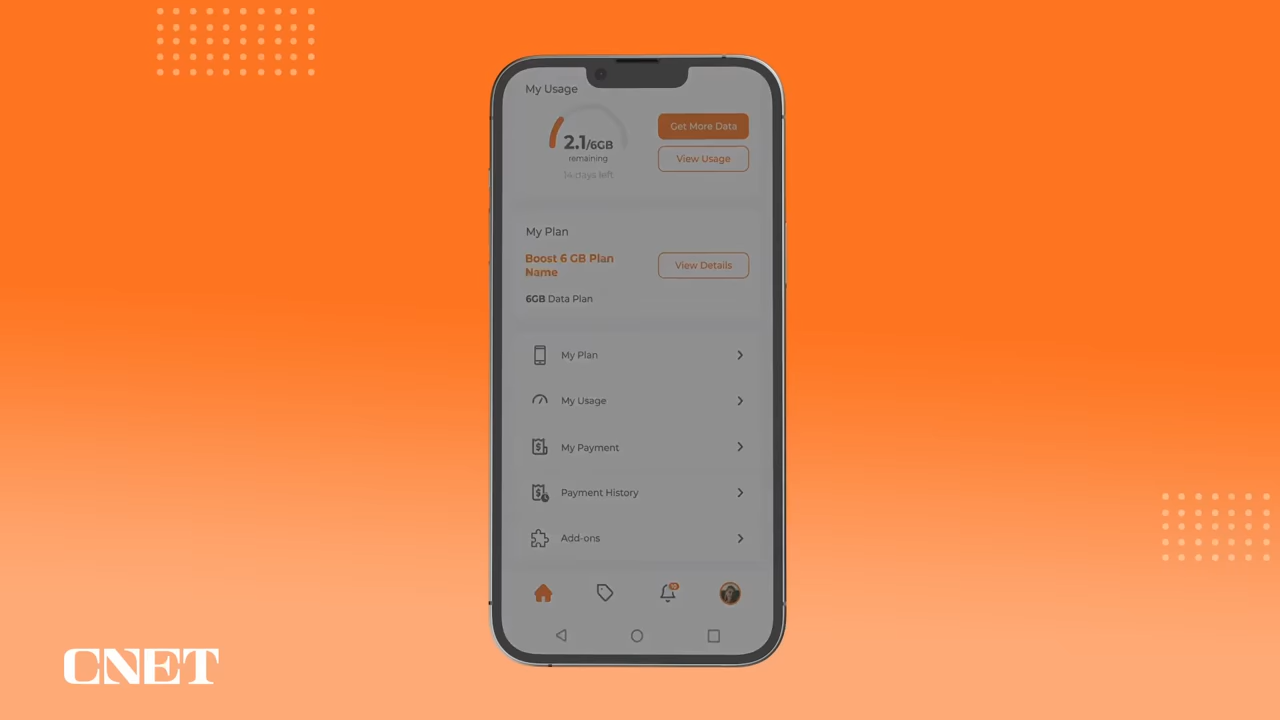 My Usage
2.1/6GB
remaining
14 days left
Get More Data
View Usage
My Plan
Boost 6 GB Plan
Name
View Details
6GB Data Plan
My Plan
My Usage
My Payment
Payment History
Add-ons
CNET